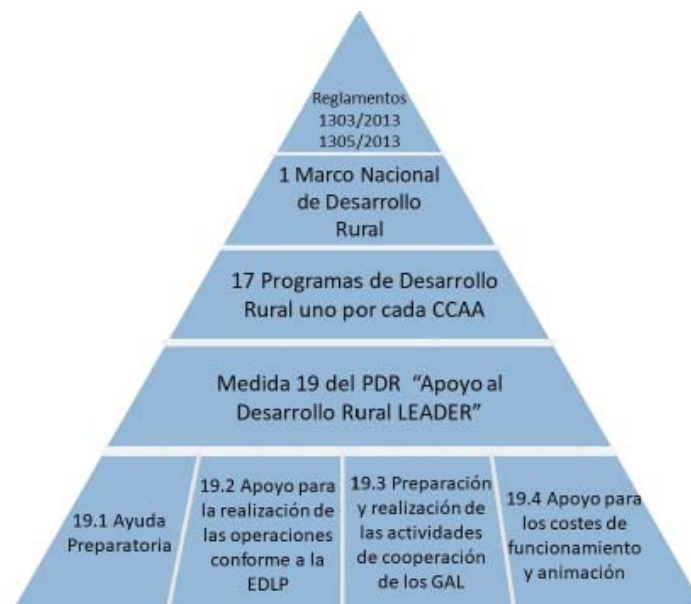 Reglamentos
1303/2013
1305/2013
1 Marco Nacional
de Desarrollo
Rural
17 Programas de Desarrollo
Rural uno por cada CCAA
Medida 19 del PDR “Apoyo al
Desarrollo Rural LEADER”
19.1 Ayuda
Preparatoria
19.2 Apoyo para
la realización de
las operaciones
conforme a la
EDLP
19.3 Preparación
y realización de
las actividades
de cooperación
de los GAL
19.4 Apoyo para
los costes de
funcionamiento
y animación